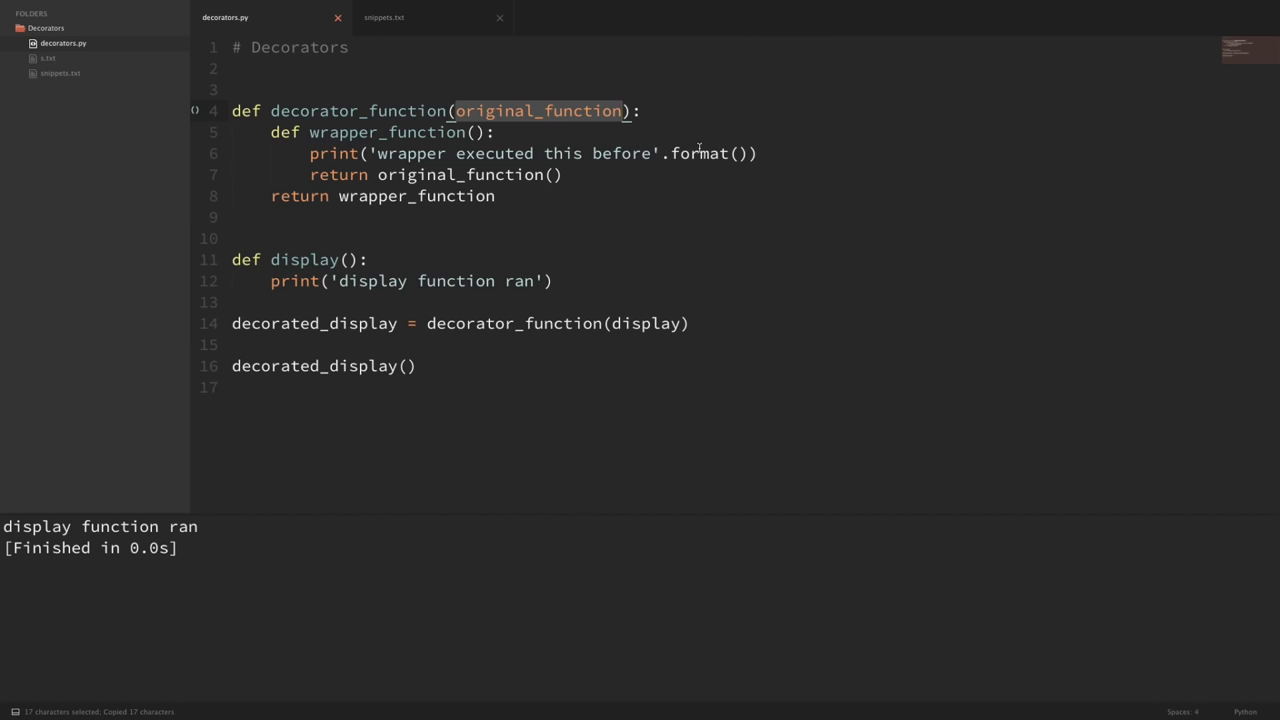 FOLDERS
Decorators
decorators.py
s.txt
snippets.txt
decorators.py
snippets.txt
1 # Decorators
2
3
4 def decorator_function(original_function):
5 def wrapper_function():
6 print('wrapper executed this before'.format())
7 return original_function()
8 return wrapper_function
9
10
11 def display():
12 print('display function ran')
13
14 decorated_display = decorator_function(display)
15
16 decorated_display()
17
display function ran
[Finished in 0.0s]
17 characters selected; Copied 17 characters
Spaces: 4
Python